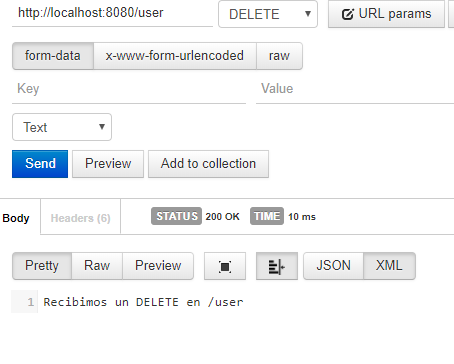 http://localhost:8080/user DELETE URL params
form-data x-www-form-urlencoded raw
Key Value
Text
Send Preview Add to collection
Body Headers (6) STATUS 200 OK TIME 10 ms
Pretty Raw Preview JSON XML
1 Recibimos un DELETE en /user